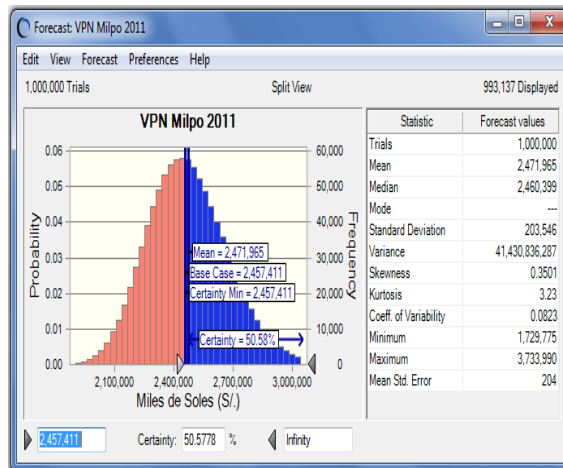 Forecast: VPN Milpo 2011
Edit View Forecast Preferences Help
1,000,000 Trials Split View 993,137 Displayed
VPN Milpo 2011
Probability
0.06
0.05
0.04
0.03
0.02
0.01
0.00
60,000
50,000
40,000
30,000
20,000
10,000
0
Frequency
Mean = 2,471,965
Base Case = 2,457,411
Certainty Min = 2,457,411
Certainty = 50.58%
2,100,000 2,400,000 2,700,000 3,000,000
Miles de Soles (S/.)
Statistic Forecast values
Trials 1,000,000
Mean 2,471,965
Median 2,460,399
Mode ---
Standard Deviation 203,546
Variance 41,430,836,287
Skewness 0.3501
Kurtosis 3.23
Coeff. of Variability 0.0823
Minimum 1,729,775
Maximum 3,733,990
Mean Std. Error 204
2,457,411 Certainty: 50.5778 % Infinity